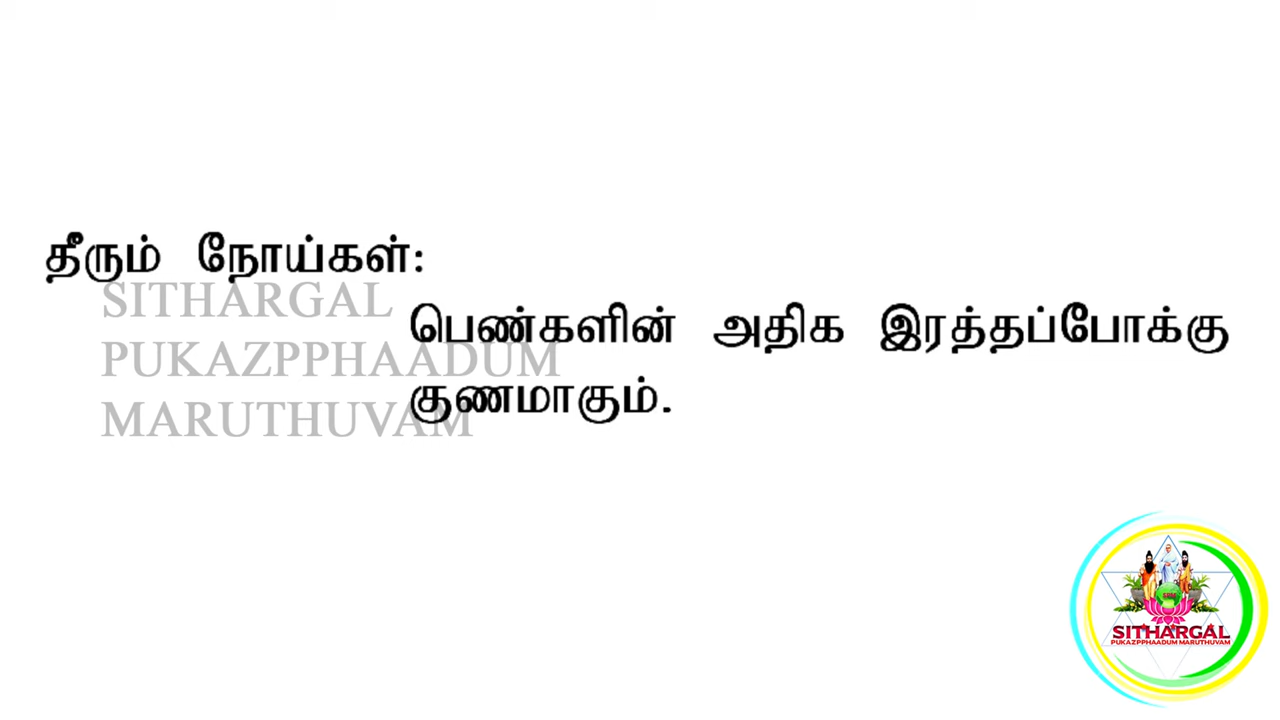 தீரும் நோய்கள்:
SITHARGAL
பெண்களின் அதிக இரத்தப்போக்கு
PUKAZPPHAADUM
குணமாகும்.
MARUTHUVAM
SITHARGAL
PUKAZPPHAADUM MARUTHUVAM